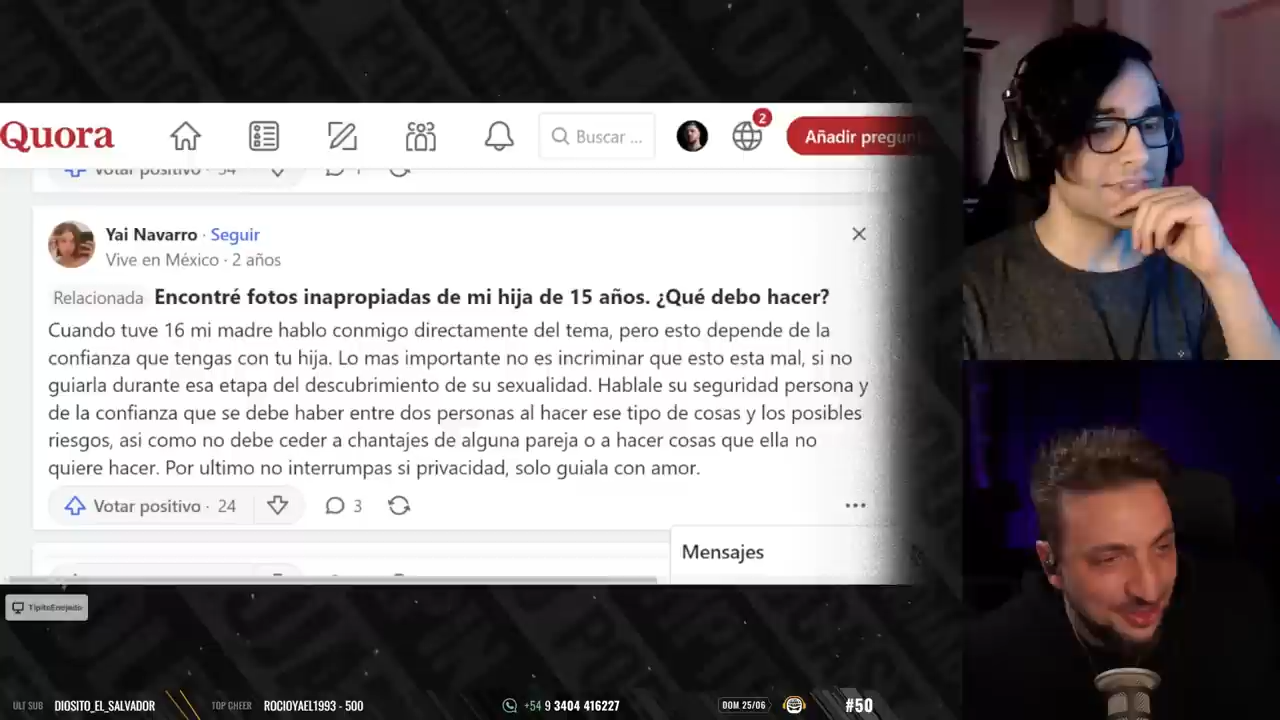 Quora
Buscar ...
2
Añadir pregun
Votar positivo · 54
1
Yai Navarro · Seguir
Vive en México · 2 años
Relacionada Encontré fotos inapropiadas de mi hija de 15 años. ¿Qué debo hacer?
Cuando tuve 16 mi madre hablo conmigo directamente del tema, pero esto depende de la
confianza que tengas con tu hija. Lo mas importante no es incriminar que esto esta mal, si no
guiarla durante esa etapa del descubrimiento de su sexualidad. Hablale su seguridad persona y
de la confianza que se debe haber entre dos personas al hacer ese tipo de cosas y los posibles
riesgos, asi como no debe ceder a chantajes de alguna pareja o a hacer cosas que ella no
quiere hacer. Por ultimo no interrumpas si privacidad, solo guiala con amor.
Votar positivo · 24
3
Mensajes
TipitoEnojado
ÚLT SUB DIOSITO_EL_SALVADOR
TOP CHEER ROCIOYAEL1993 - 500
+54 9 3404 416227
DOM 25/06
#50